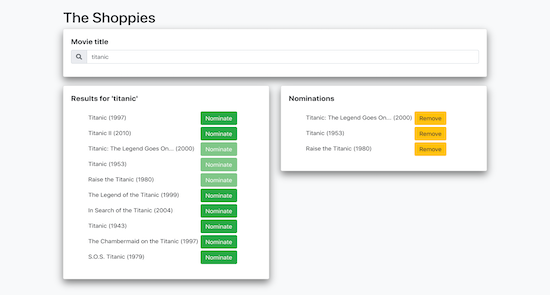 The Shoppies
Movie title
titanic
Results for 'titanic'
Titanic (1997) Nominate
Titanic II (2010) Nominate
Titanic: The Legend Goes On... (2000) Nominate
Titanic (1953) Nominate
Raise the Titanic (1980) Nominate
The Legend of the Titanic (1999) Nominate
In Search of the Titanic (2004) Nominate
Titanic (1943) Nominate
The Chambermaid on the Titanic (1997) Nominate
S.O.S. Titanic (1979) Nominate
Nominations
Titanic: The Legend Goes On... (2000) Remove
Titanic (1953) Remove
Raise the Titanic (1980) Remove